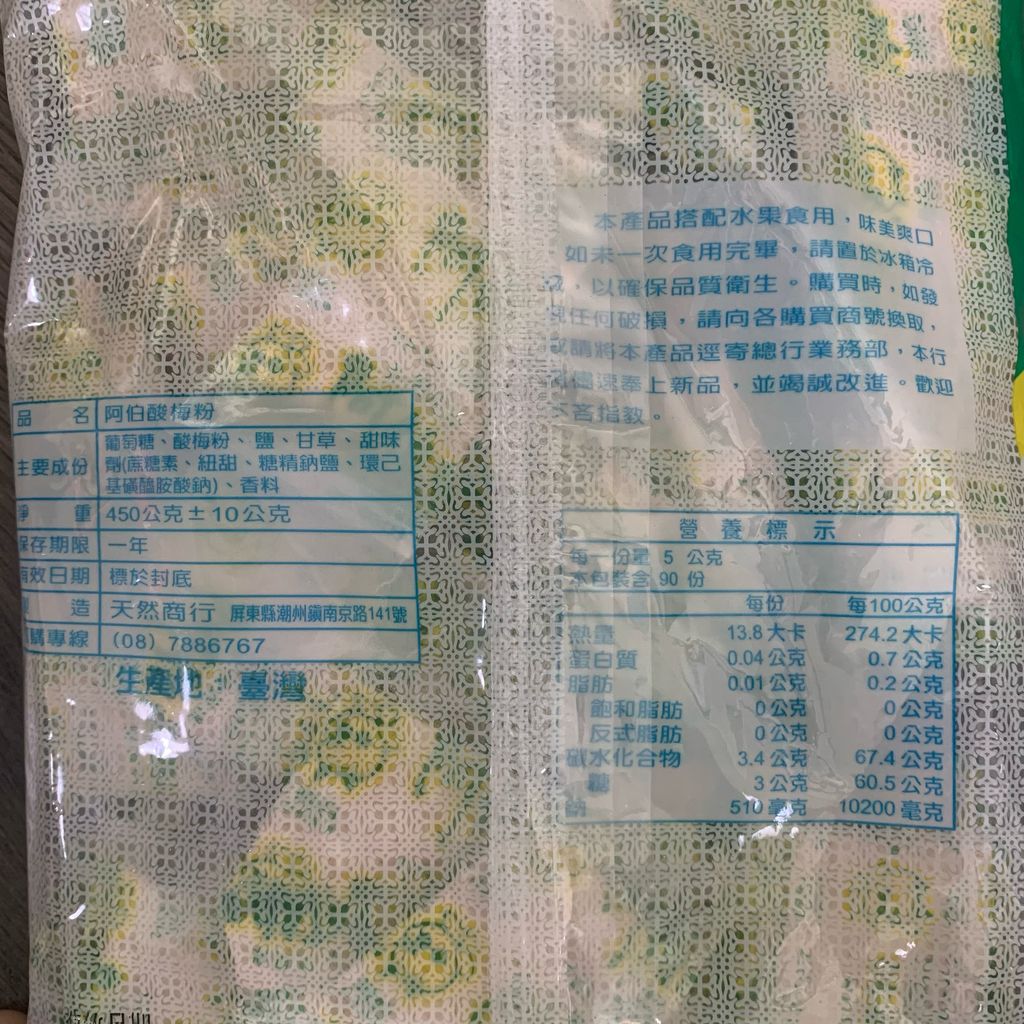 品 名 阿伯酸梅粉
主要成份 葡萄糖、酸梅粉、鹽、甘草、甜味
劑(蔗糖素、紐甜、糖精鈉鹽、環己
基磺醯胺酸鈉)、香料
淨 重 450公克±10公克
保存期限 一年
有效日期 標於封底
製 造 天然商行 屏東縣潮州鎮南京路141號
訂購專線 (08) 7886767
生產地:臺灣
本產品搭配水果食用,味美爽口
如未一次食用完畢,請置於冰箱冷
,以確保品質衛生。購買時,如發
現任何破損,請向各購買商號換取,
或請將本產品逕寄總行業務部,本行
儘速奉上新品,並竭誠改進。歡迎
不吝指教。
營養標示
每一份量 5 公克
本包裝含 90 份
每份 每100公克
熱量 13.8 大卡 274.2 大卡
蛋白質 0.04 公克 0.7 公克
脂肪 0.01 公克 0.2 公克
飽和脂肪 0 公克 0 公克
反式脂肪 0 公克 0 公克
碳水化合物 3.4 公克 67.4 公克
糖 3 公克 60.5 公克
鈉 510 毫克 10200 毫克